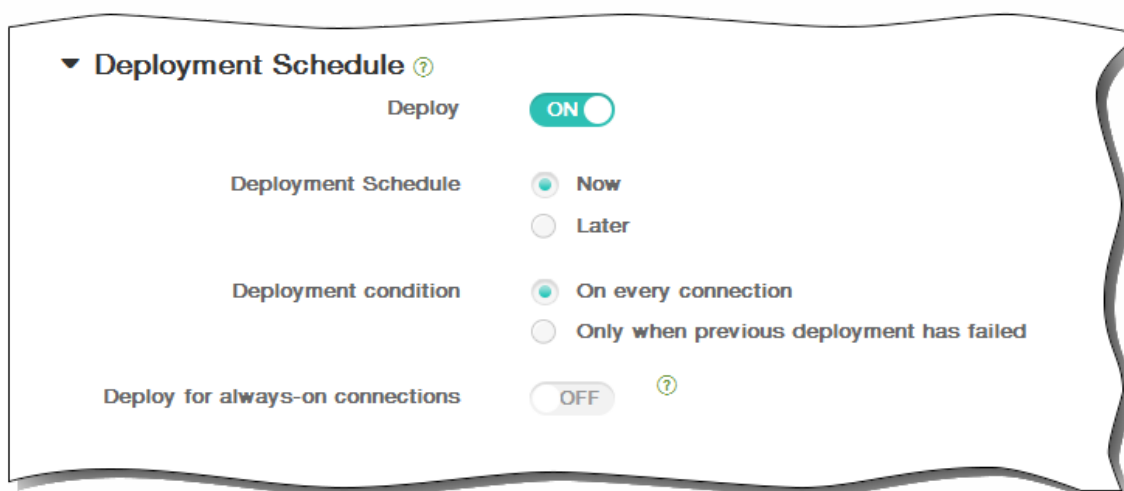 Deployment Schedule ?
Deploy ON
Deployment Schedule Now
Later
Deployment condition On every connection
Only when previous deployment has failed
Deploy for always-on connections OFF ?